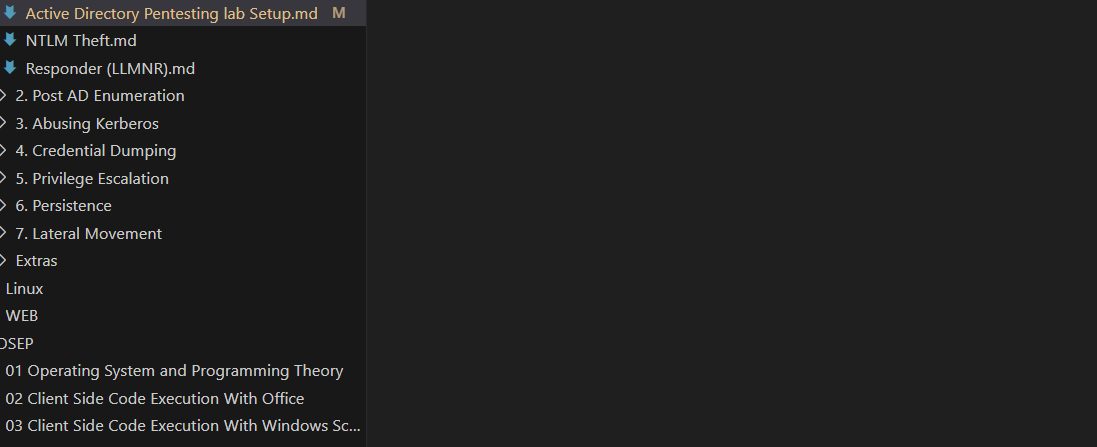 Active Directory Pentesting lab Setup.md M
NTLM Theft.md
Responder (LLMNR).md
2. Post AD Enumeration
3. Abusing Kerberos
4. Credential Dumping
5. Privilege Escalation
6. Persistence
7. Lateral Movement
Extras
Linux
WEB
OSEP
01 Operating System and Programming Theory
02 Client Side Code Execution With Office
03 Client Side Code Execution With Windows Sc...